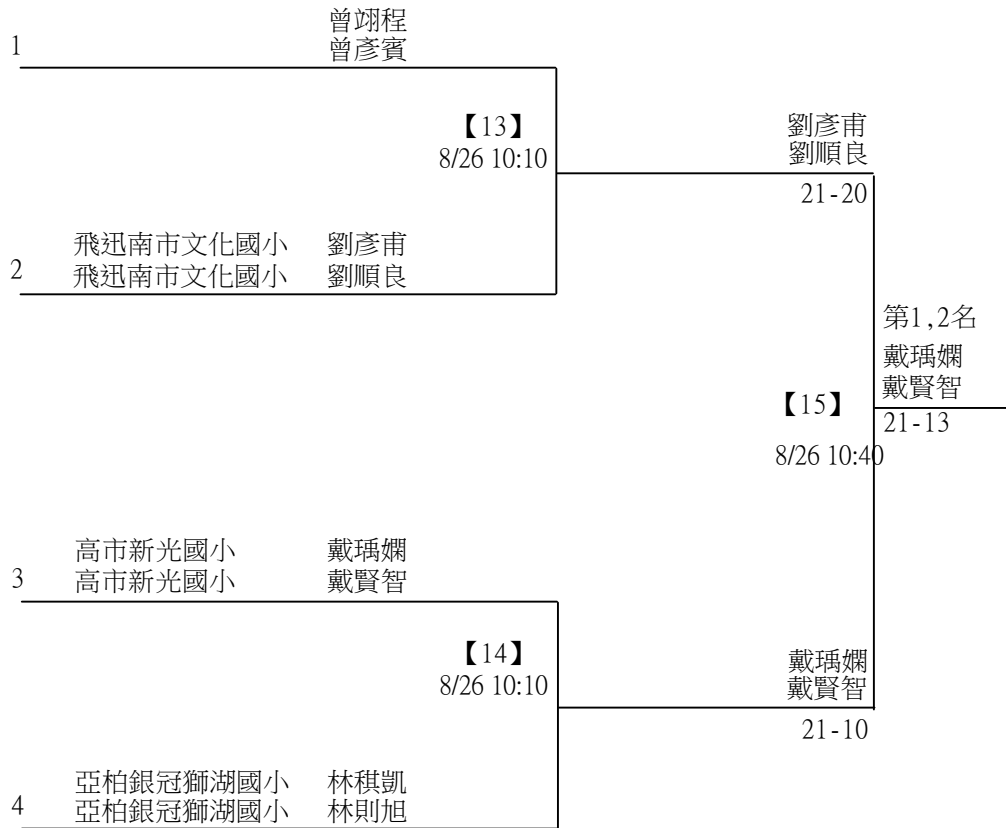 曾翊程
1 曾彥賓
【13】
8/26 10:10
劉彥甫
劉順良
21-20
飛迅南市文化國小 劉彥甫
2 飛迅南市文化國小 劉順良
第1,2名
戴瑀嫻
戴賢智
【15】
21-13
8/26 10:40
高市新光國小 戴瑀嫻
3 高市新光國小 戴賢智
【14】
8/26 10:10
戴瑀嫻
戴賢智
21-10
亞柏銀冠獅湖國小 林稘凱
4 亞柏銀冠獅湖國小 林則旭